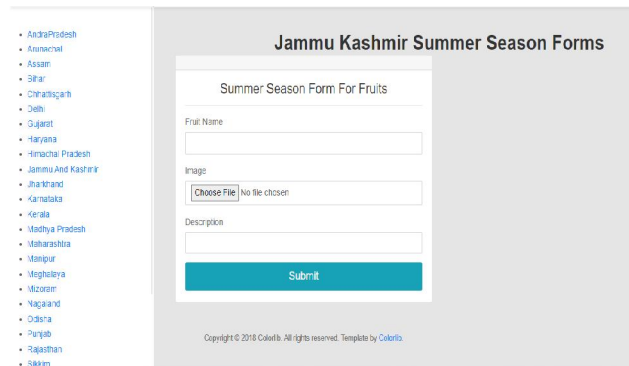 AndraPradesh
Arunachal
Assam
Bihar
Chhattisgarh
Delhi
Gujarat
Haryana
Himachal Pradesh
Jammu And Kashmir
Jharkhand
Karnataka
Kerala
Madhya Pradesh
Maharashtra
Manipur
Meghalaya
Mizoram
Nagaland
Odisha
Punjab
Rajasthan
Sikkim
Jammu Kashmir Summer Season Forms
Summer Season Form For Fruits
Fruit Name
Image
Choose File No file chosen
Description
Submit
Copyright © 2018 Colorlib. All rights reserved. Template by Colorlib.